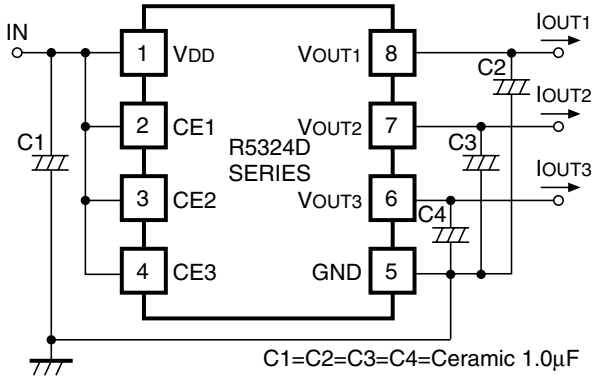 IN
IOUT1
1 VDD VOUT1 8
C2
IOUT2
2 CE1 VOUT2 7
C1
R5324D
SERIES
C3
IOUT3
3 CE2 VOUT3 6
C4
4 CE3 GND 5
C1=C2=C3=C4=Ceramic 1.0μF